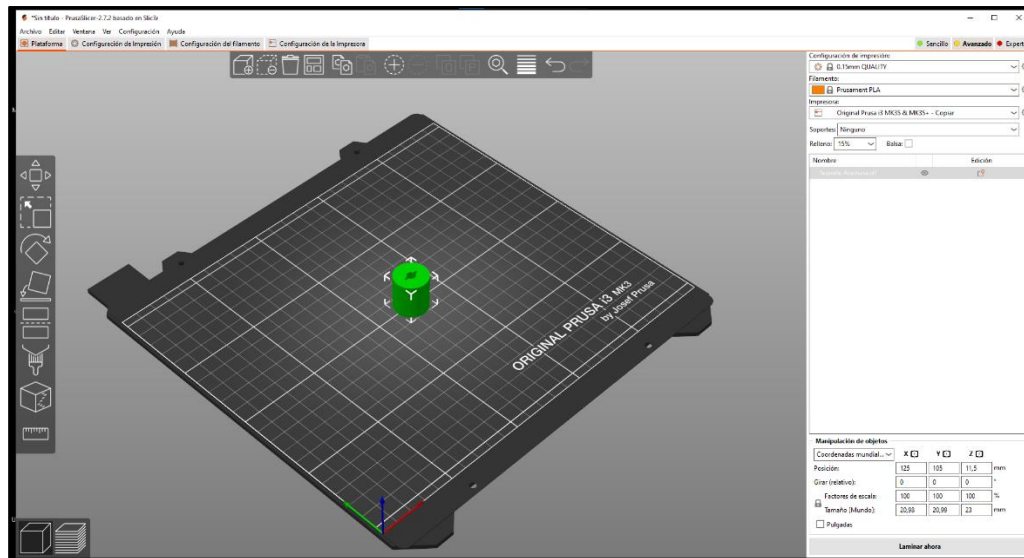 *Sin título - PrusaSlicer-2.7.2 basado en Slic3r
Archivo Editar Ventana Ver Configuración Ayuda
Plataforma Configuración de Impresión Configuración del filamento Configuración de la Impresora
Sencillo Avanzado Expert
Configuración de impresión:
0.15mm QUALITY
Filamento:
Prusament PLA
Impresora:
Original Prusa i3 MK3S & MK3S+ - Copiar
Soportes: Ninguno
Relleno: 15% Balsa:
Nombre Edición
ORIGINAL PRUSA i3 MK3
by Josef Prusa
Manipulación de objetos
Coordenadas mundial... X Y Z
Posición: 125 105 11,5 mm
Girar (relativo): 0 0 0 °
Factores de escala: 100 100 100 %
Tamaño [Mundo]: 20,98 20,99 23 mm
Pulgadas
Laminar ahora